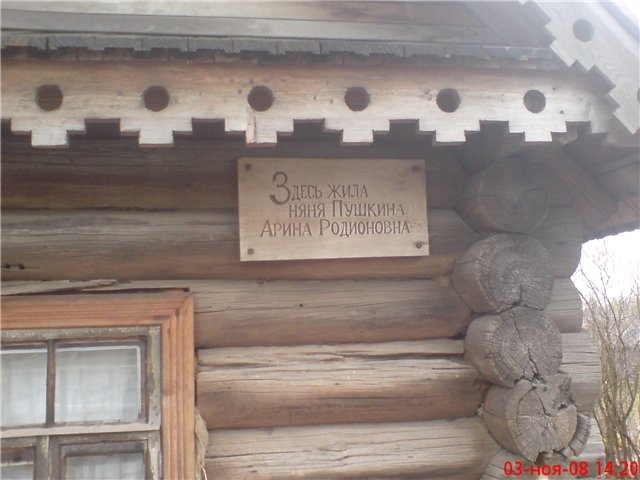 Здесь жила
няня Пушкина
Арина Родионовна
03-ноя-08 14:20